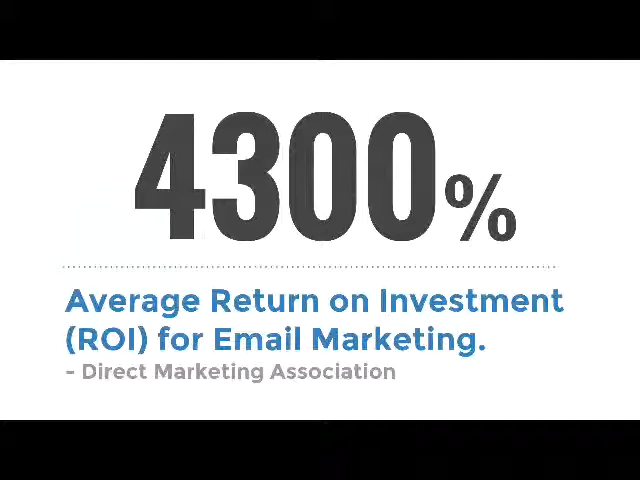 4300%
Average Return on Investment
(ROI) for Email Marketing.
- Direct Marketing Association